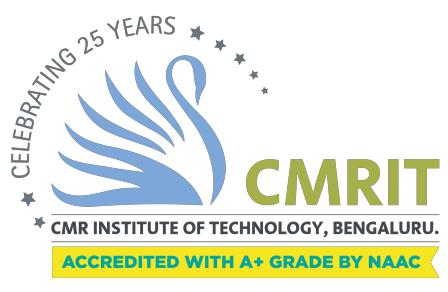 CELEBRATING 25 YEARS
CMRIT
CMR INSTITUTE OF TECHNOLOGY, BENGALURU.
ACCREDITED WITH A+ GRADE BY NAAC